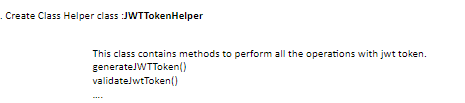 . Create Class Helper class :JWTTokenHelper
This class contains methods to perform all the operations with jwt token.
generateJWTToken()
validateJwtToken()
....